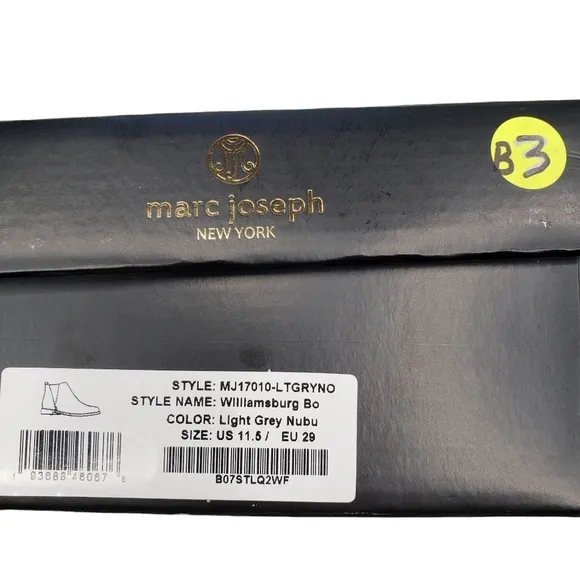 B3
marc joseph
NEW YORK
STYLE: MJ17010-LTGRYNO
STYLE NAME: Williamsburg Bo
COLOR: Light Grey Nubu
SIZE: US 11.5 / EU 29
B07STLQ2WF